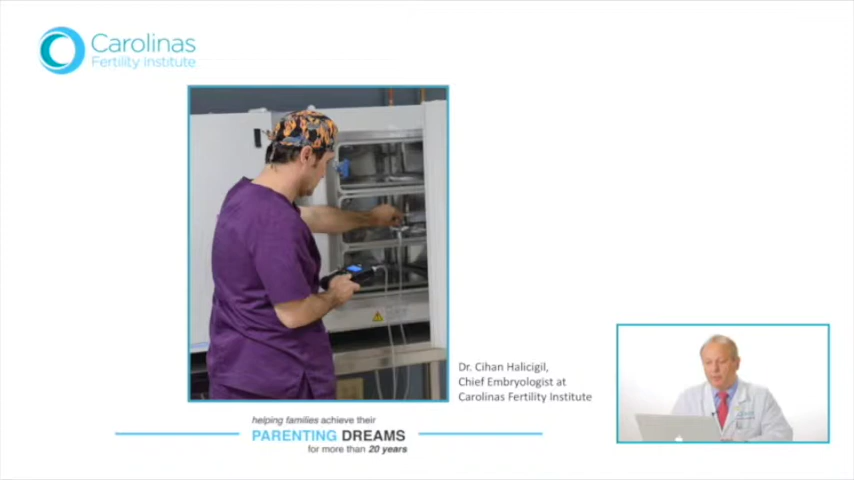 Carolinas
Fertility Institute
Dr. Cihan Halicigil,
Chief Embryologist at
Carolinas Fertility Institute
helping families achieve their
PARENTING DREAMS
for more than 20 years